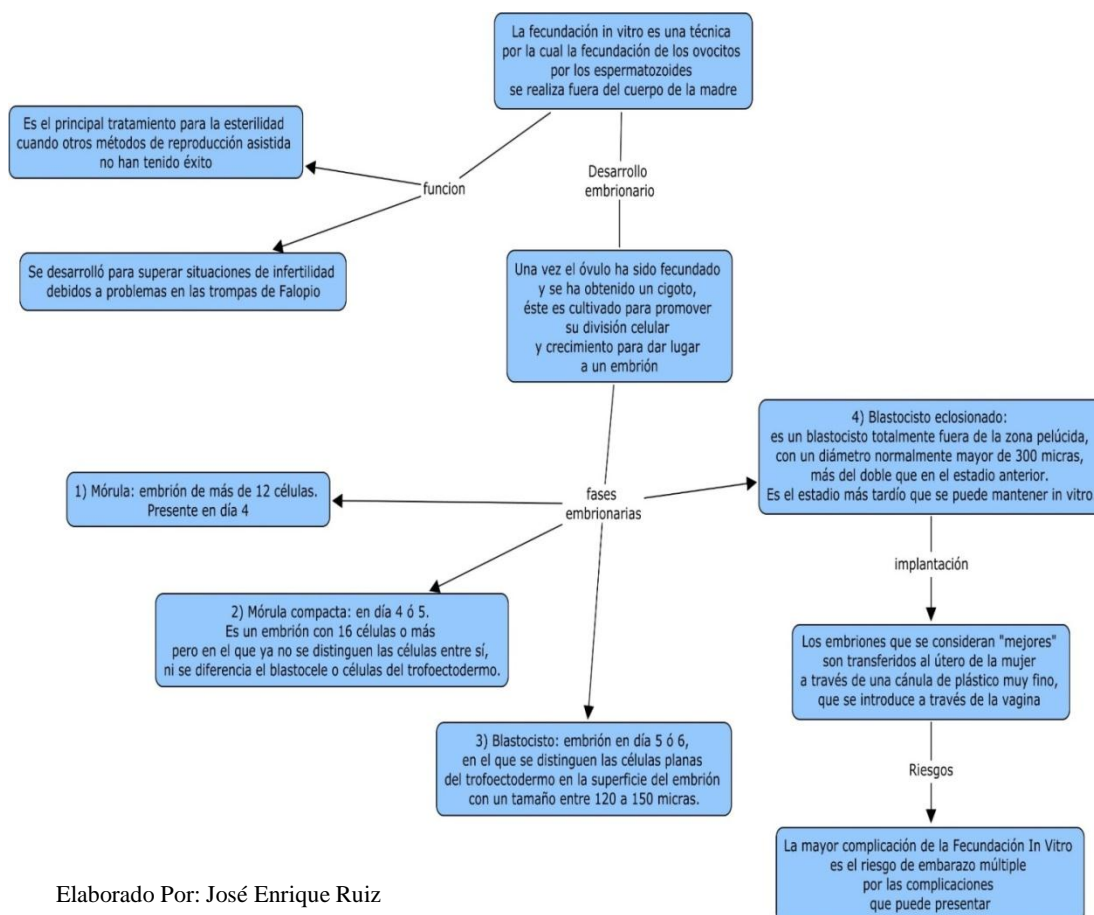 La fecundación in vitro es una técnica
por la cual la fecundación de los ovocitos
por los espermatozoides
se realiza fuera del cuerpo de la madre
Es el principal tratamiento para la esterilidad
cuando otros métodos de reproducción asistida
no han tenido éxito
funcion
Desarrollo
embrionario
Se desarrolló para superar situaciones de infertilidad
debidos a problemas en las trompas de Falopio
Una vez el óvulo ha sido fecundado
y se ha obtenido un cigoto,
éste es cultivado para promover
su división celular
y crecimiento para dar lugar
a un embrión
4) Blastocisto eclosionado:
es un blastocisto totalmente fuera de la zona pelúcida,
con un diámetro normalmente mayor de 300 micras,
más del doble que en el estadio anterior.
Es el estadio más tardío que se puede mantener in vitro
1) Mórula: embrión de más de 12 células.
Presente en día 4
fases
embrionarias
implantación
2) Mórula compacta: en día 4 ó 5.
Es un embrión con 16 células o más
pero en el que ya no se distinguen las células entre sí,
ni se diferencia el blastocele o células del trofoectodermo.
Los embriones que se consideran "mejores"
son transferidos al útero de la mujer
a través de una cánula de plástico muy fino,
que se introduce a través de la vagina
3) Blastocisto: embrión en día 5 ó 6,
en el que se distinguen las células planas
del trofoectodermo en la superficie del embrión
con un tamaño entre 120 a 150 micras.
Riesgos
La mayor complicación de la Fecundación In Vitro
es el riesgo de embarazo múltiple
por las complicaciones
que puede presentar
Elaborado Por: José Enrique Ruiz